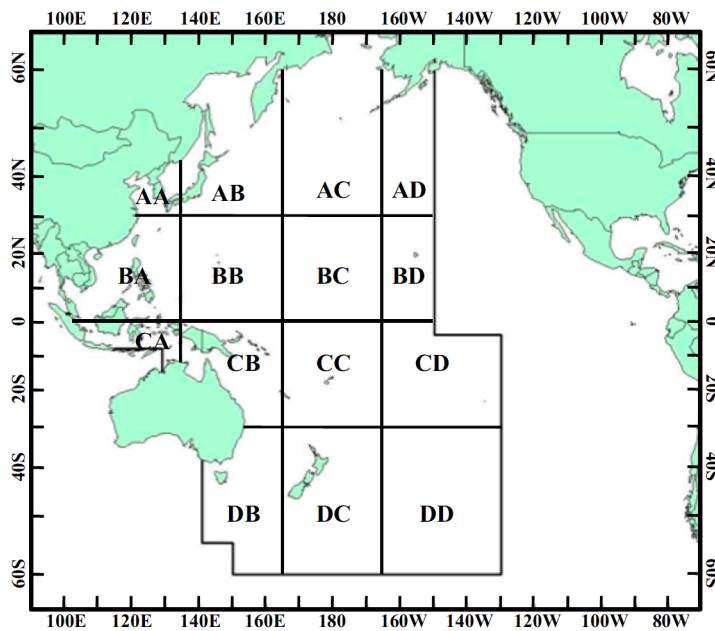 100E 120E 140E 160E 180 160W 140W 120W 100W 80W
60N 60N
40N 40N
AA AB AC AD
20N 20N
BA BB BC BD
0 0
CA CB CC CD
20S 20S
40S 40S
DB DC DD
60S 60S
100E 120E 140E 160E 180 160W 140W 120W 100W 80W